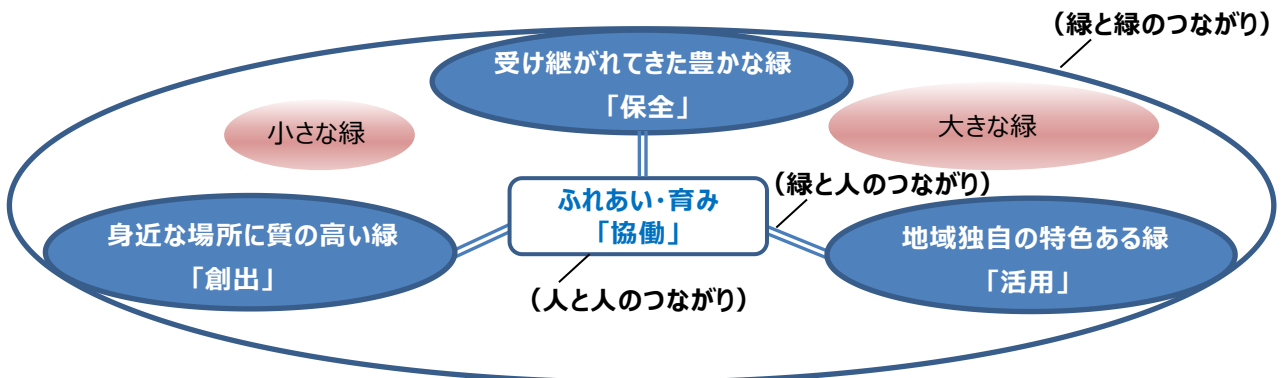 （緑と緑のつながり）
受け継がれてきた豊かな緑
「保全」
小さな緑
大きな緑
ふれあい・育み
「協働」
（緑と人のつながり）
身近な場所に質の高い緑
「創出」
地域独自の特色ある緑
「活用」
（人と人のつながり）